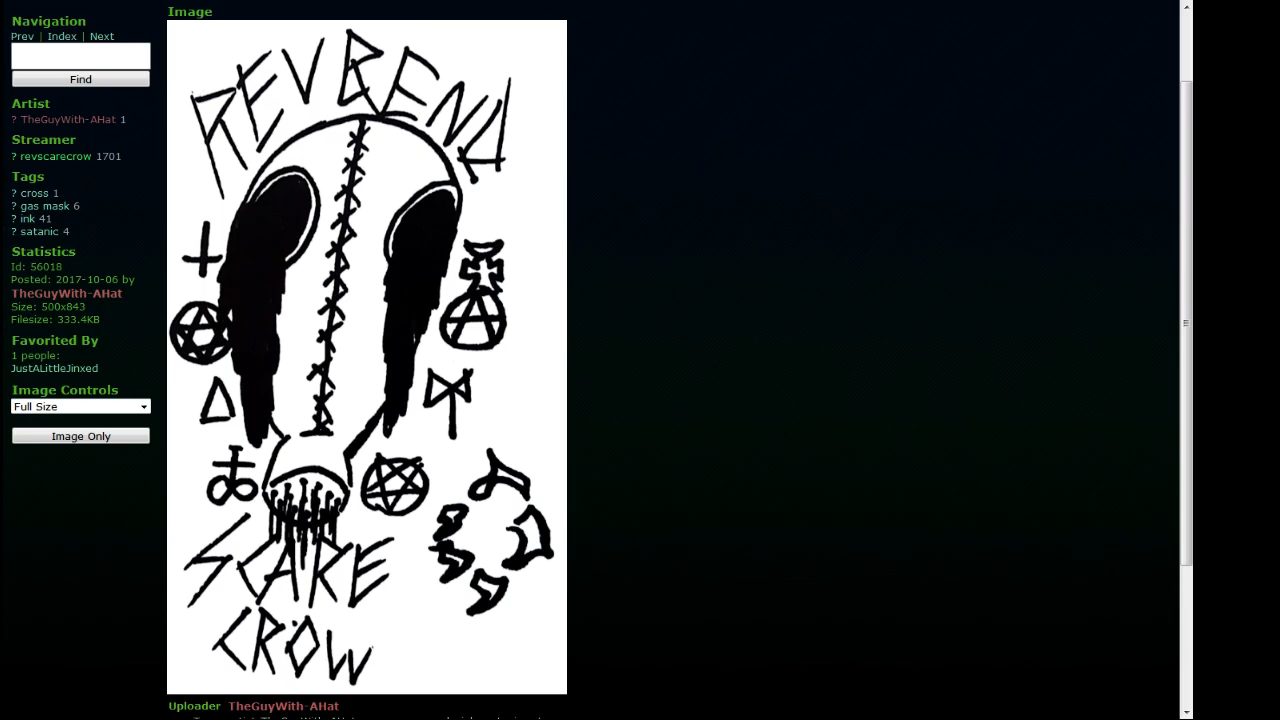 Navigation
Prev | Index | Next
Find
Artist
? TheGuyWith-AHat 1
Streamer
? revscarecrow 1701
Tags
? cross 1
? gas mask 6
? ink 41
? satanic 4
Statistics
Id: 56018
Posted: 2017-10-06 by
TheGuyWith-AHat
Size: 500x843
Filesize: 333.4KB
Favorited By
1 people:
JustALittleJinxed
Image Controls
Full Size
Image Only
Image
REVREND
SCARE
CROW
Uploader TheGuyWith-AHat